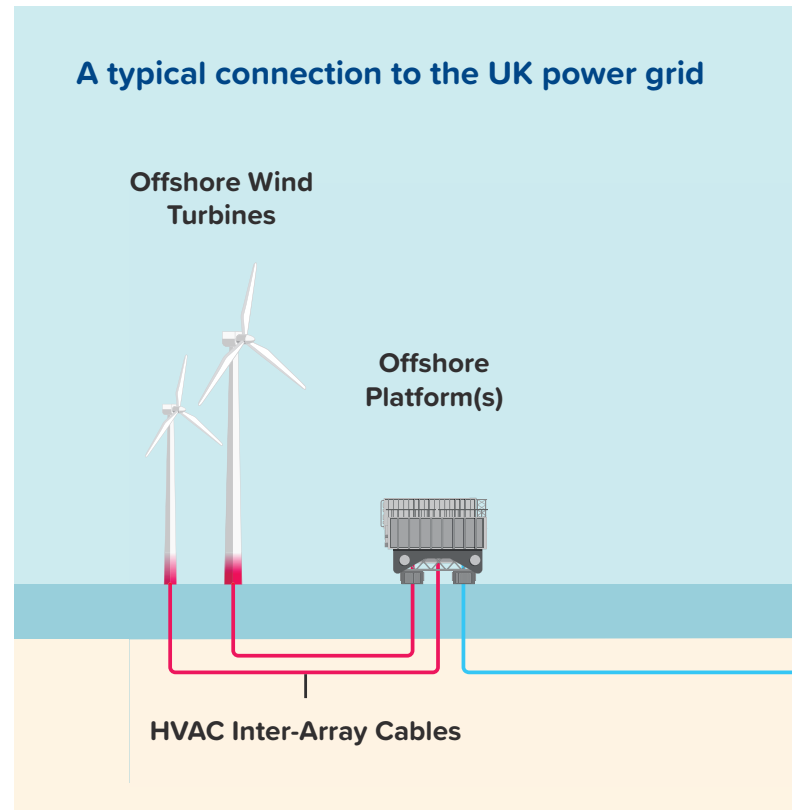 A typical connection to the UK power grid
Offshore Wind
Turbines
Offshore
Platform(s)
HVAC Inter-Array Cables